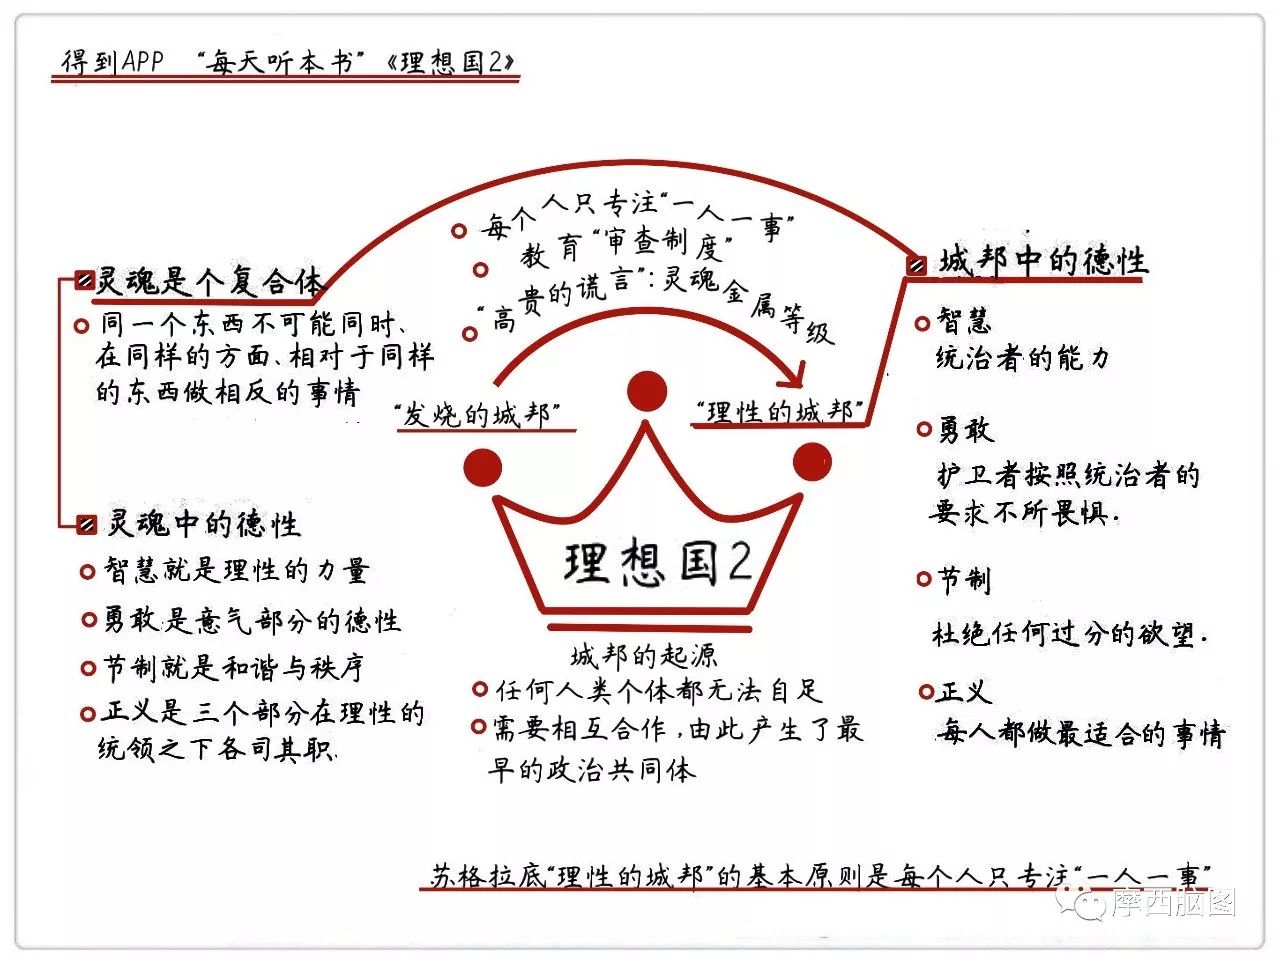 得到APP “每天听本书”《理想国2》
每个人只专注“一人一事”
教育“审查制度”
“高贵的谎言”:灵魂金属等级
“发烧的城邦”
“理性的城邦”
灵魂是个复合体
同一个东西不可能同时、
在同样的方面、相对于同样
的东西做相反的事情
灵魂中的德性
智慧就是理性的力量
勇敢是意气部分的德性
节制就是和谐与秩序
正义是三个部分在理性的
统领之下各司其职.
理想国2
城邦的起源
任何人类个体都无法自足
需要相互合作,由此产生了最
早的政治共同体
城邦中的德性
智慧
统治者的能力
勇敢
护卫者按照统治者的
要求不所畏惧.
节制
杜绝任何过分的欲望.
正义
每人都做最适合的事情
苏格拉底“理性的城邦”的基本原则是每个人只专注“一人一事”
摩西脑图